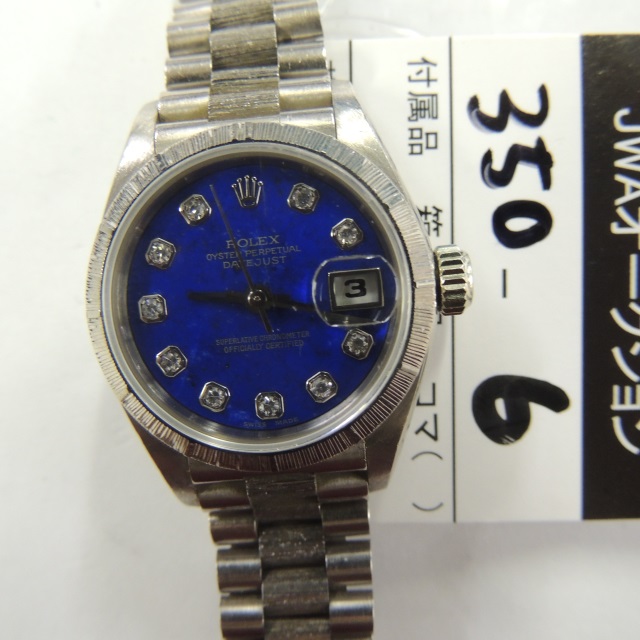 ROLEX
OYSTER PERPETUAL
DATEJUST
3
SUPERLATIVE CHRONOMETER
OFFICIALLY CERTIFIED
SWISS MADE
JWAオークション
350-6
付属品
コマ( )